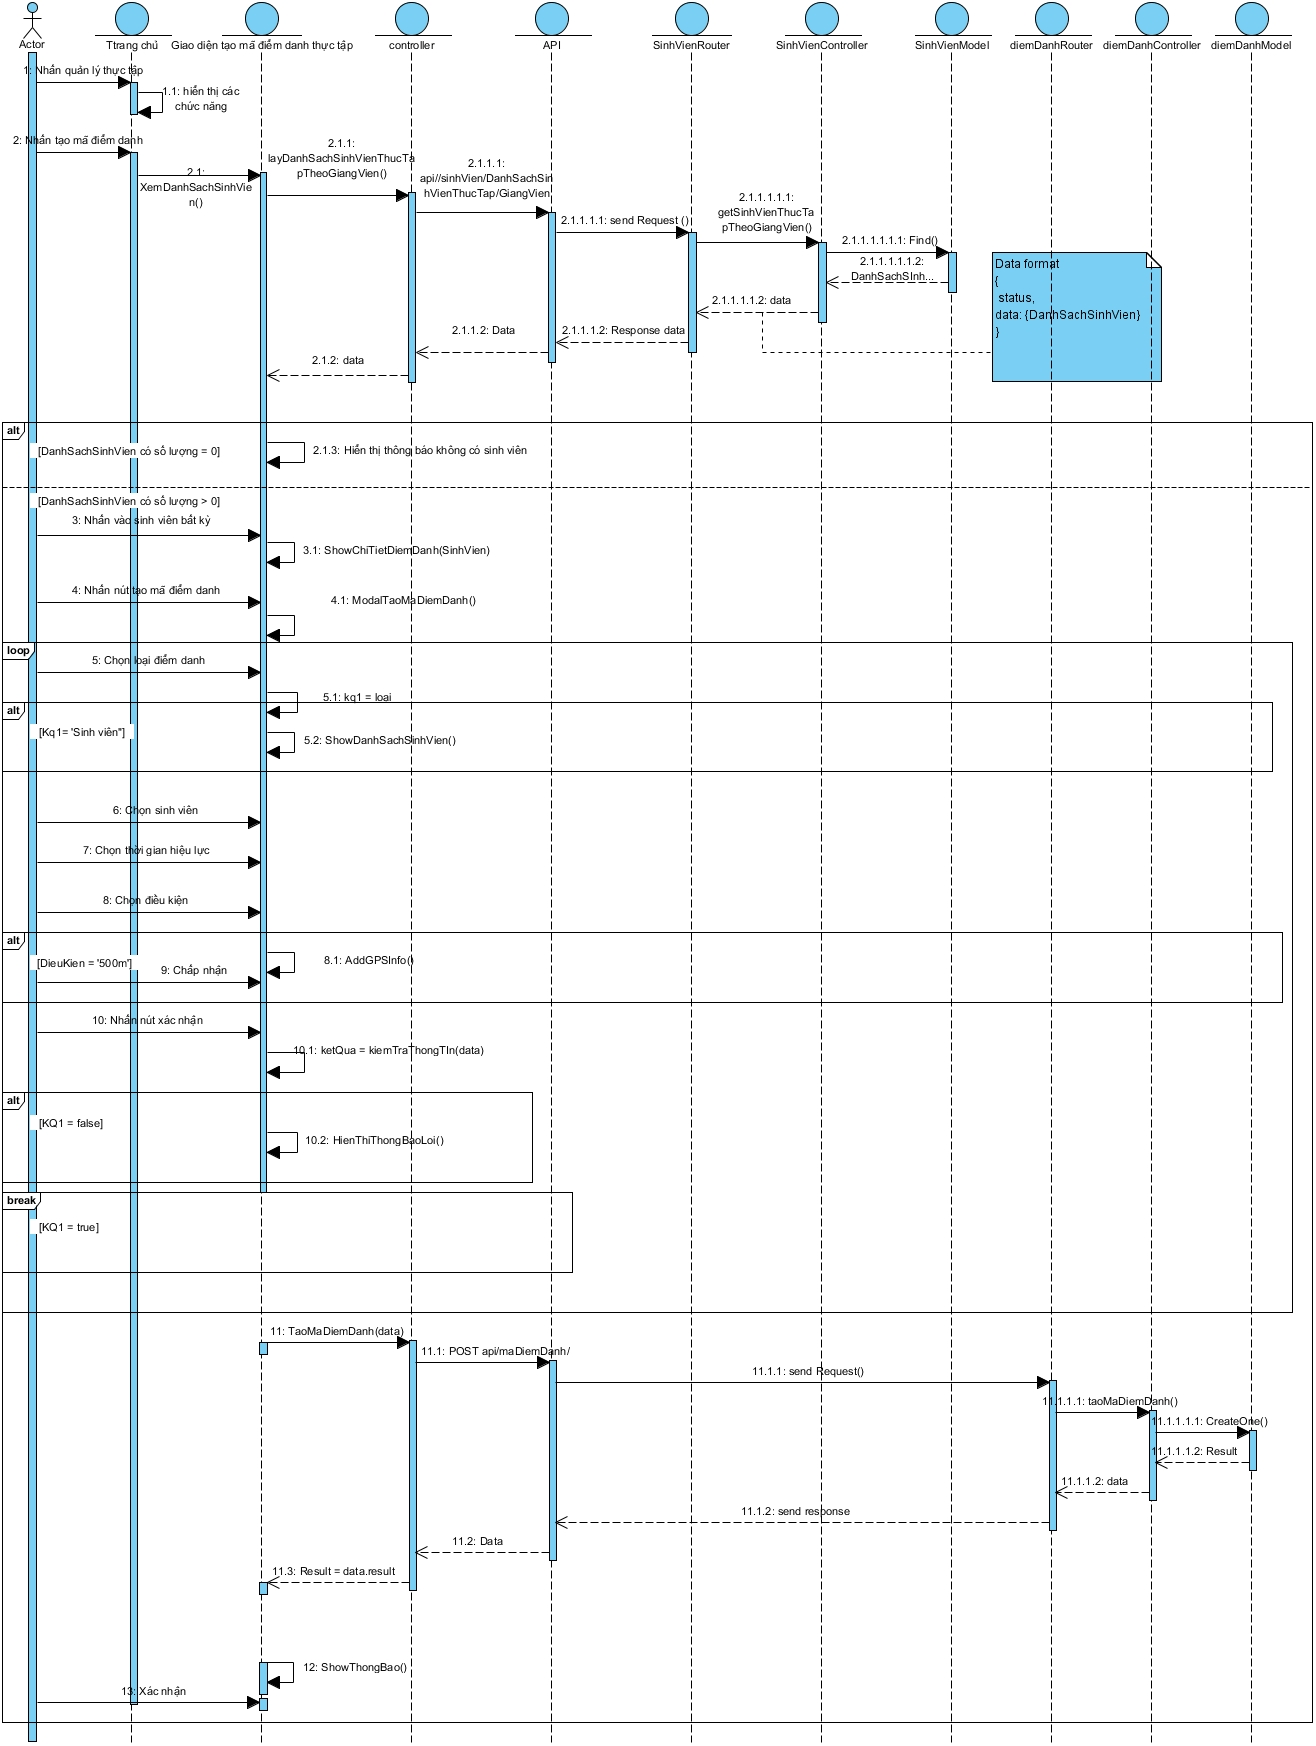 Actor
Ttrang chủ
Giao diện tạo mã điểm danh thực tập
controller
API
SinhVienRouter
SinhVienController
SinhVienModel
diemDanhRouter
diemDanhController
diemDanhModel
1: Nhấn quản lý thực tập
1.1: hiển thị các
chức năng
2: Nhấn tạo mã điểm danh
2.1:
XemDanhSachSinhVie
n()
2.1.1:
layDanhSachSinhVienThucTa
pTheoGiangVien()
2.1.1.1:
api//sinhVien/DanhSachSin
hVienThucTap/GiangVien
2.1.1.1.1: send Request ()
2.1.1.1.1.1:
getSinhVienThucTa
pTheoGiangVien()
2.1.1.1.1.1.1: Find()
2.1.1.1.1.1.2:
DanhSachSInh...
2.1.1.1.1.2: data
2.1.1.1.2: Response data
2.1.1.2: Data
2.1.2: data
Data format
{
status,
data: {DanhSachSinhVien}
}
alt
[DanhSachSinhVien có số lượng = 0]
2.1.3: Hiển thị thông báo không có sinh viên
[DanhSachSinhVien có số lượng > 0]
3: Nhấn vào sinh viên bất kỳ
3.1: ShowChiTietDiemDanh(SinhVien)
4: Nhấn nút tạo mã điểm danh
4.1: ModalTaoMaDiemDanh()
loop
5: Chọn loại điểm danh
5.1: kq1 = loai
alt
[Kq1= 'Sinh viên"]
5.2: ShowDanhSachSinhVien()
6: Chọn sinh viên
7: Chọn thời gian hiệu lực
8: Chọn điều kiện
alt
[DieuKien = '500m']
8.1: AddGPSInfo()
9: Chấp nhận
10: Nhấn nút xác nhận
10.1: ketQua = kiemTraThongTIn(data)
alt
[KQ1 = false]
10.2: HienThiThongBaoLoi()
break
[KQ1 = true]
11: TaoMaDiemDanh(data)
11.1: POST api/maDiemDanh/
11.1.1: send Request()
11.1.1.1: taoMaDiemDanh()
11.1.1.1.1: CreateOne()
11.1.1.1.2: Result
11.1.1.2: data
11.1.2: send response
11.2: Data
11.3: Result = data.result
12: ShowThongBao()
13: Xác nhận